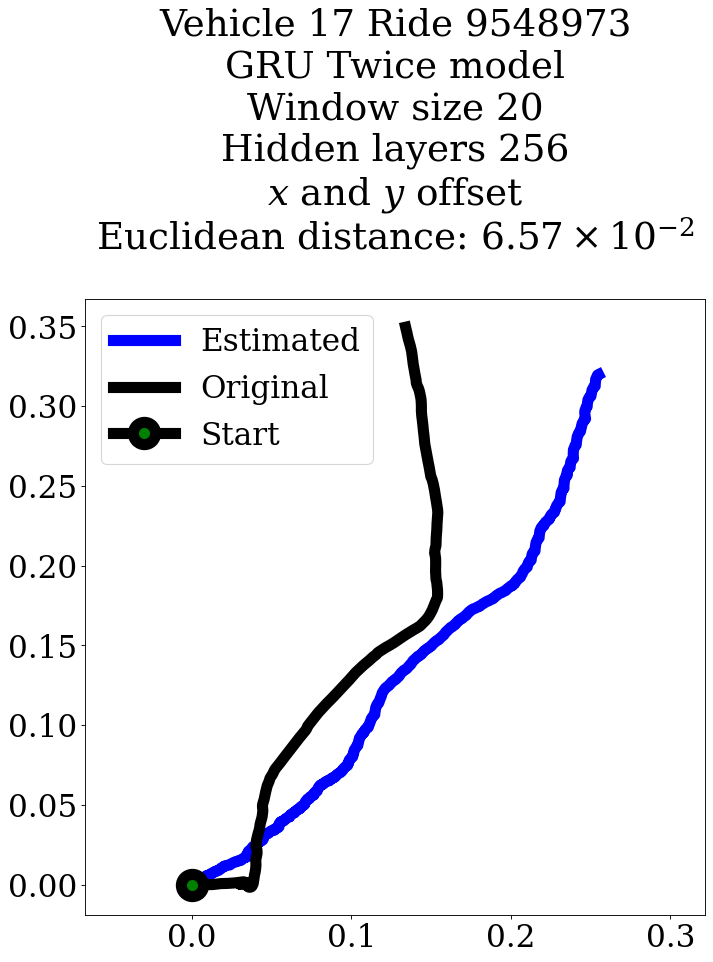 Vehicle 17 Ride 9548973
GRU Twice model
Window size 20
Hidden layers 256
x and y offset
Euclidean distance: 6.57 × 10⁻²
Estimated
Original
Start
0.35
0.30
0.25
0.20
0.15
0.10
0.05
0.00
0.0 0.1 0.2 0.3